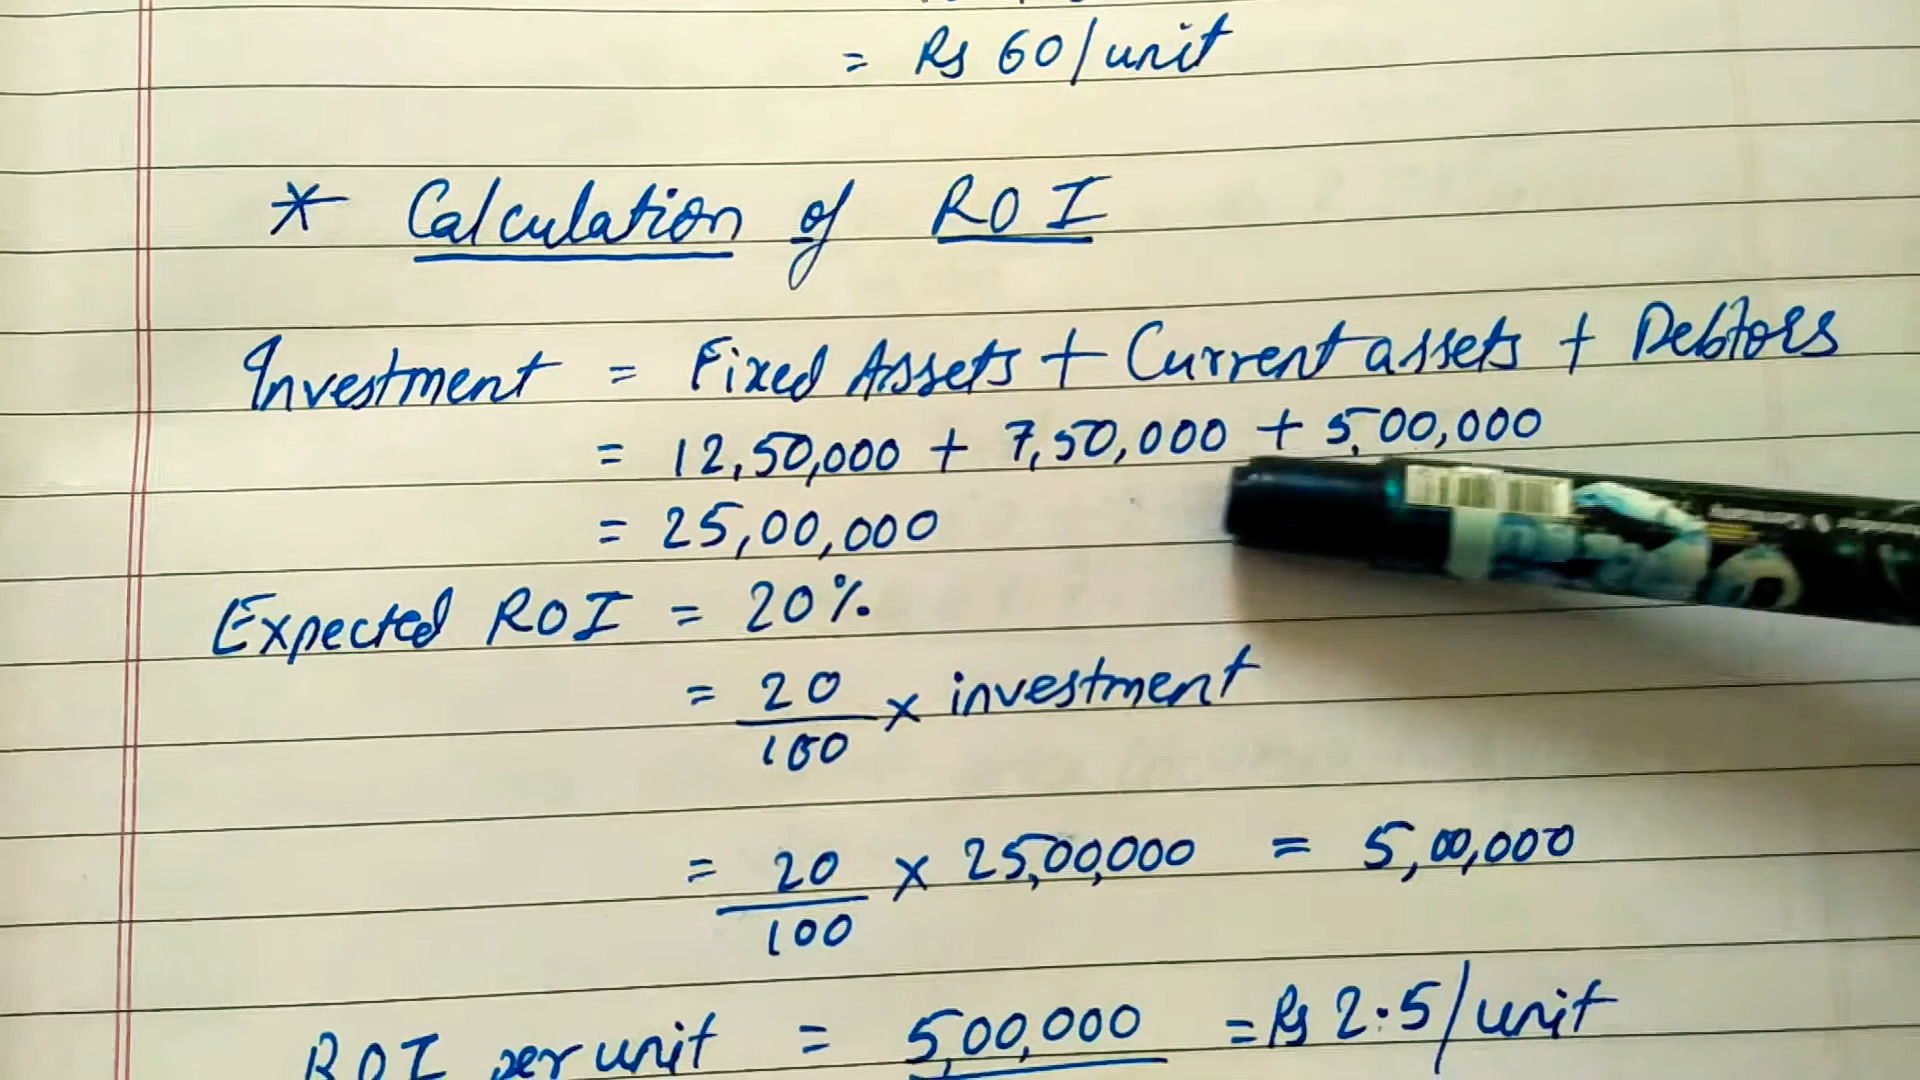 = Rs 60/unit
* Calculation of ROI
Investment = Fixed Assets + Current assets + Debtors
= 12,50,000 + 7,50,000 + 5,00,000
= 25,00,000
Expected ROI = 20%
= 20/100 × investment
= 20/100 × 25,00,000 = 5,00,000
ROI per unit = 5,00,000 = Rs 2.5/unit